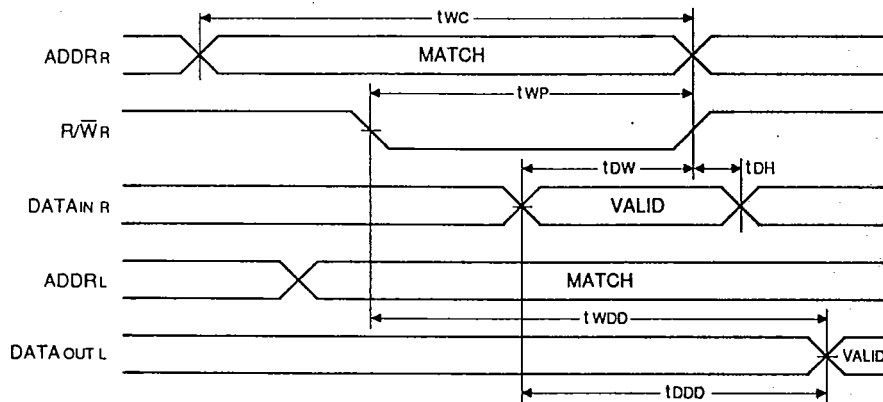 tWC
ADDRR MATCH
tWP
R/W̅R
tDW tDH
DATAIN R VALID
ADDRL MATCH
tWDD
DATAOUT L VALID
tDDD